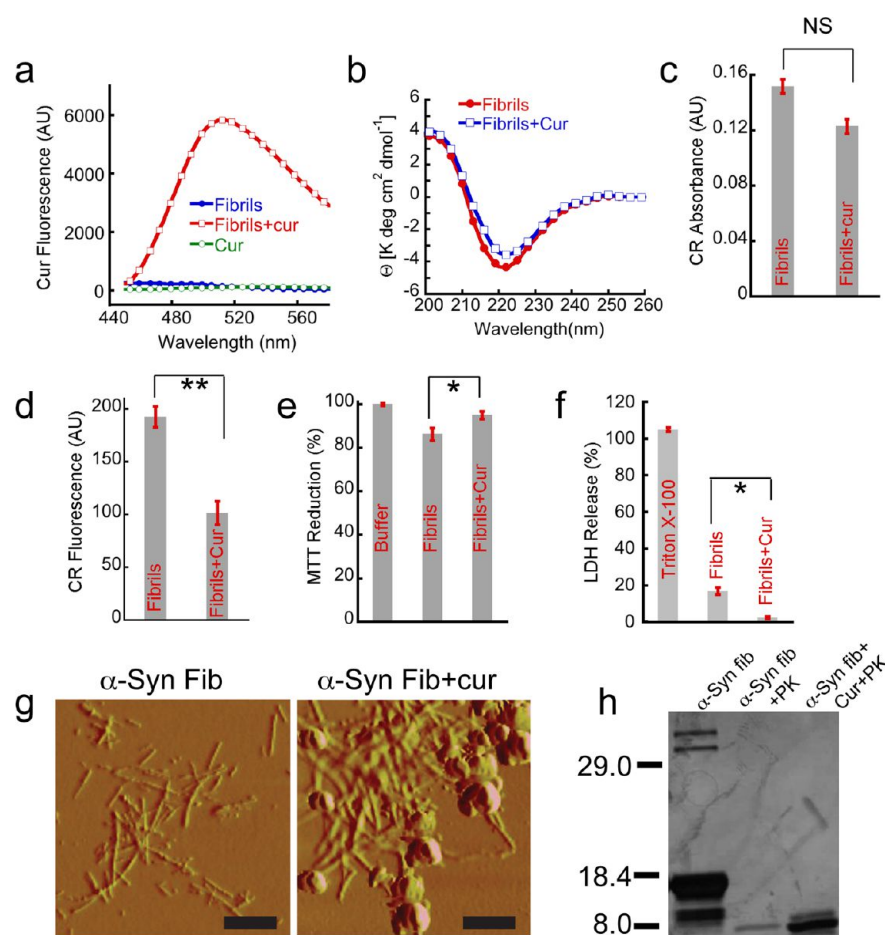 a
Cur Fluorescence (AU)
6000
4000
2000
0
Fibrils
Fibrils+cur
Cur
440 480 520 560
Wavelength (nm)
b
Θ [K deg cm2 dmol-1]
6
4
2
0
-2
-4
-6
Fibrils
Fibrils+Cur
200 210 220 230 240 250 260
Wavelength(nm)
c
NS
CR Absorbance (AU)
0.16
0.12
0.08
0.04
0
Fibrils
Fibrils+cur
d
CR Fluorescence (AU)
200
150
100
50
0
**
Fibrils
Fibrils+Cur
e
MTT Reduction (%)
100
80
60
40
20
0
*
Buffer
Fibrils
Fibrils+Cur
f
LDH Release (%)
120
100
80
60
40
20
0
*
Triton X-100
Fibrils
Fibrils+Cur
g
α-Syn Fib
α-Syn Fib+cur
h
α-Syn fib
α-Syn fib
+PK
α-Syn fib+
Cur+PK
29.0
18.4
8.0